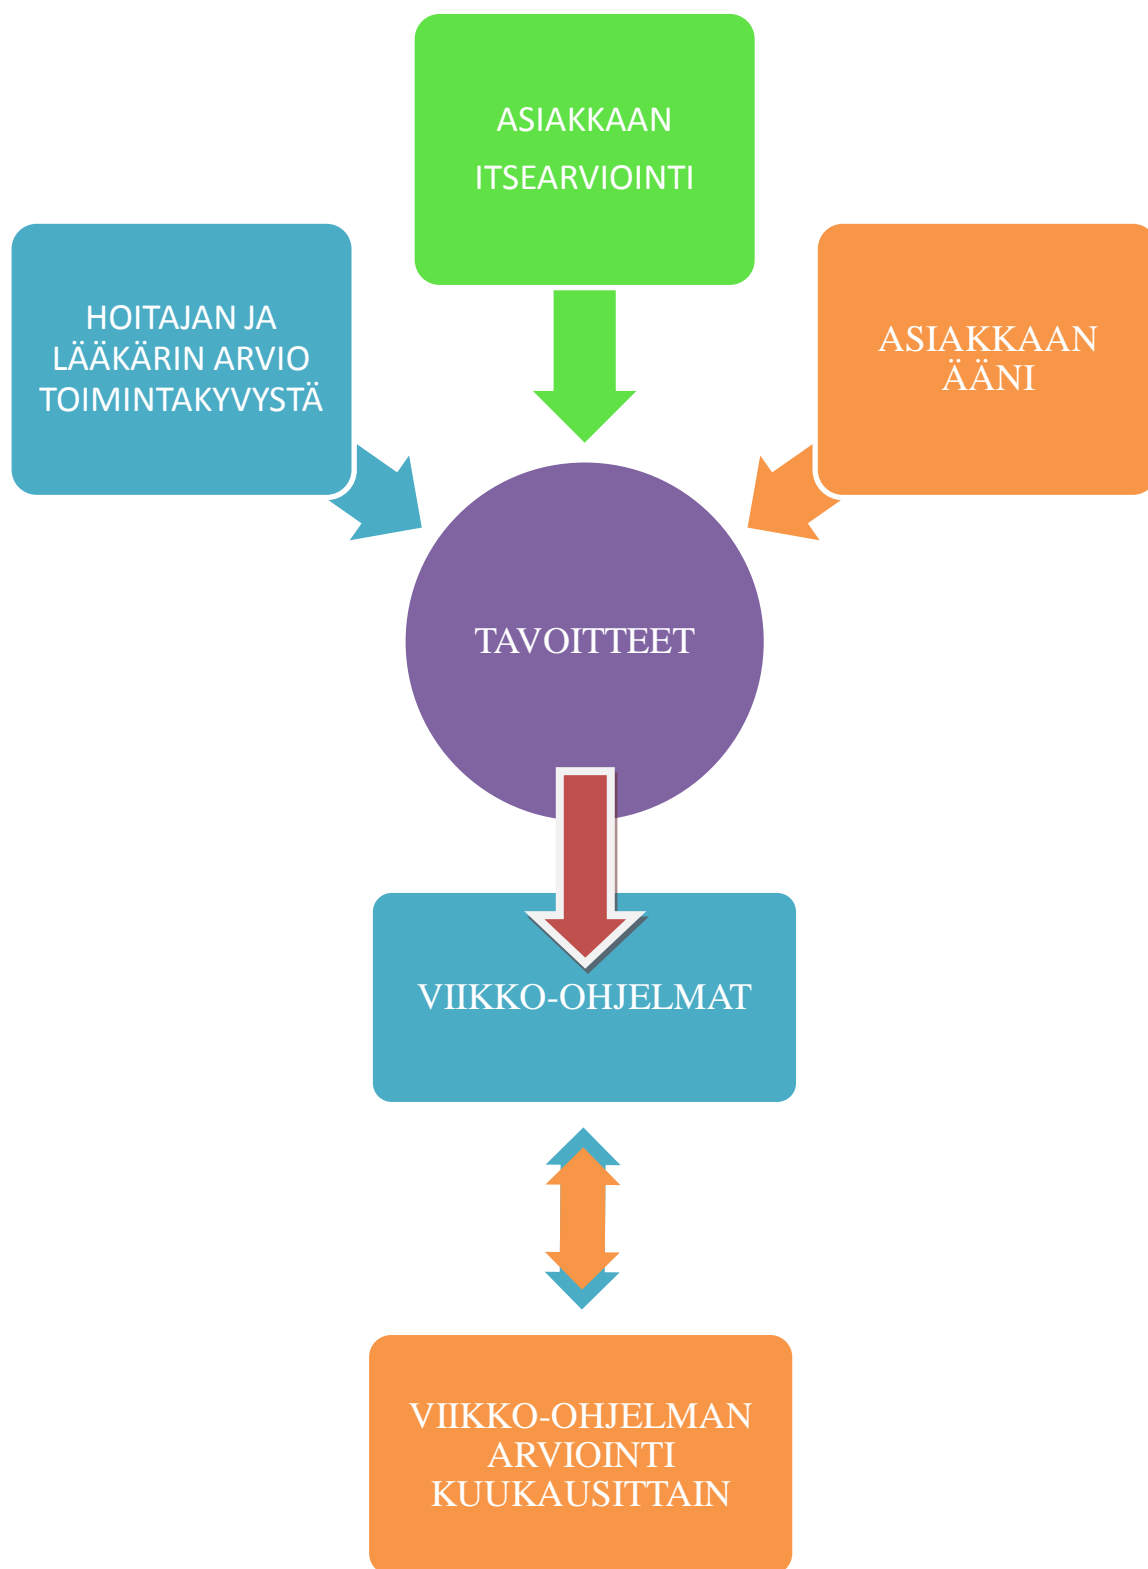 ASIAKKAAN
ITSEARVIOINTI
HOITAJAN JA
LÄÄKÄRIN ARVIO
TOIMINTAKYVYSTÄ
ASIAKKAAN
ÄÄNI
TAVOITTEET
VIIKKO-OHJELMAT
VIIKKO-OHJELMAN
ARVIOINTI
KUUKAUSITTAIN